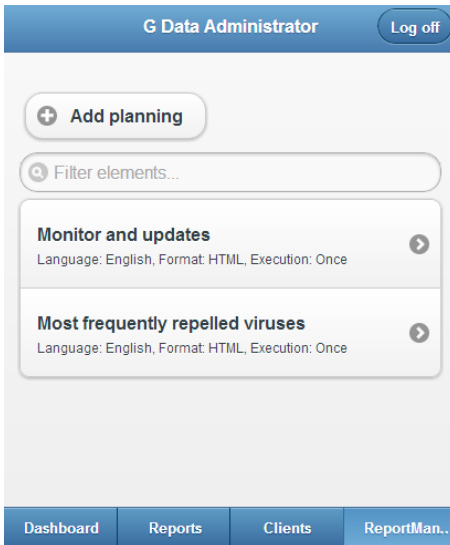 G Data Administrator
Log off
Add planning
Filter elements...
Monitor and updates
Language: English, Format: HTML, Execution: Once
Most frequently repelled viruses
Language: English, Format: HTML, Execution: Once
Dashboard Reports Clients ReportMan..